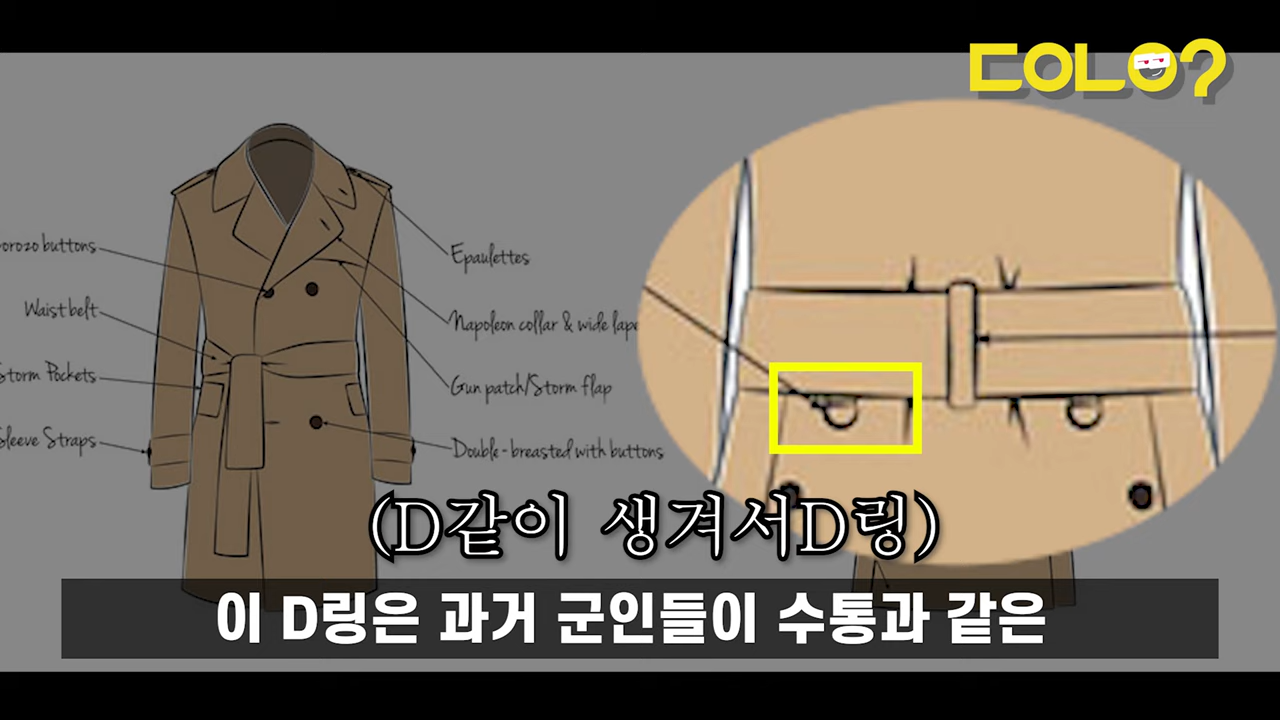 DOLO?
orozo buttons
Epaulettes
Waist belt
Napoleon collar & wide lape
Storm Pockets
Gun patch/Storm flap
Sleeve Straps
Double-breasted with buttons
(D같이 생겨서D링)
이 D링은 과거 군인들이 수통과 같은